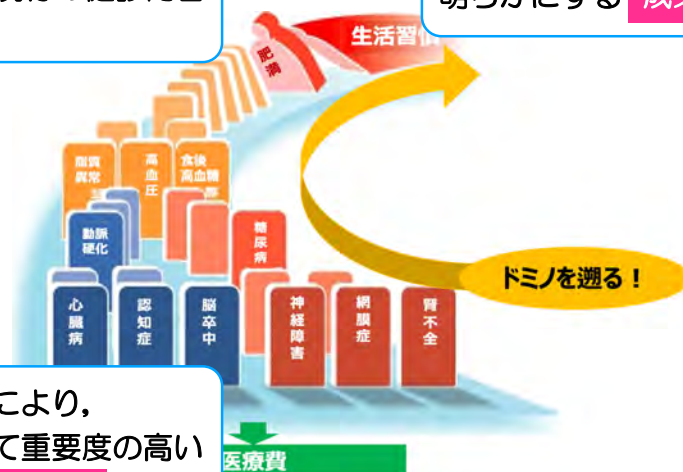 明らかにする
生活習慣
肥満
脂質
異常
高血圧
食後
高血糖
動脈
硬化
糖尿病
ドミノを遡る！
心臓病
認知症
脳卒中
神経障害
網膜症
腎不全
により，
て重要度の高い
医療費